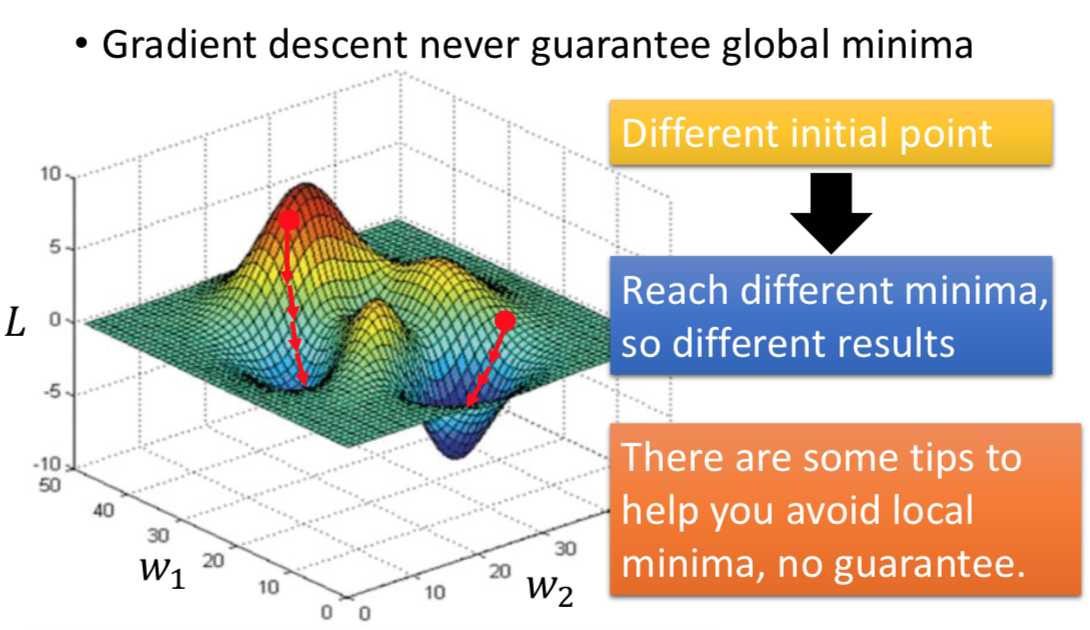 • Gradient descent never guarantee global minima
Different initial point
Reach different minima,
so different results
There are some tips to
help you avoid local
minima, no guarantee.
L
10
5
0
-5
-10
50
40
30
20
10
0
w₁
0
10
20
30
w₂